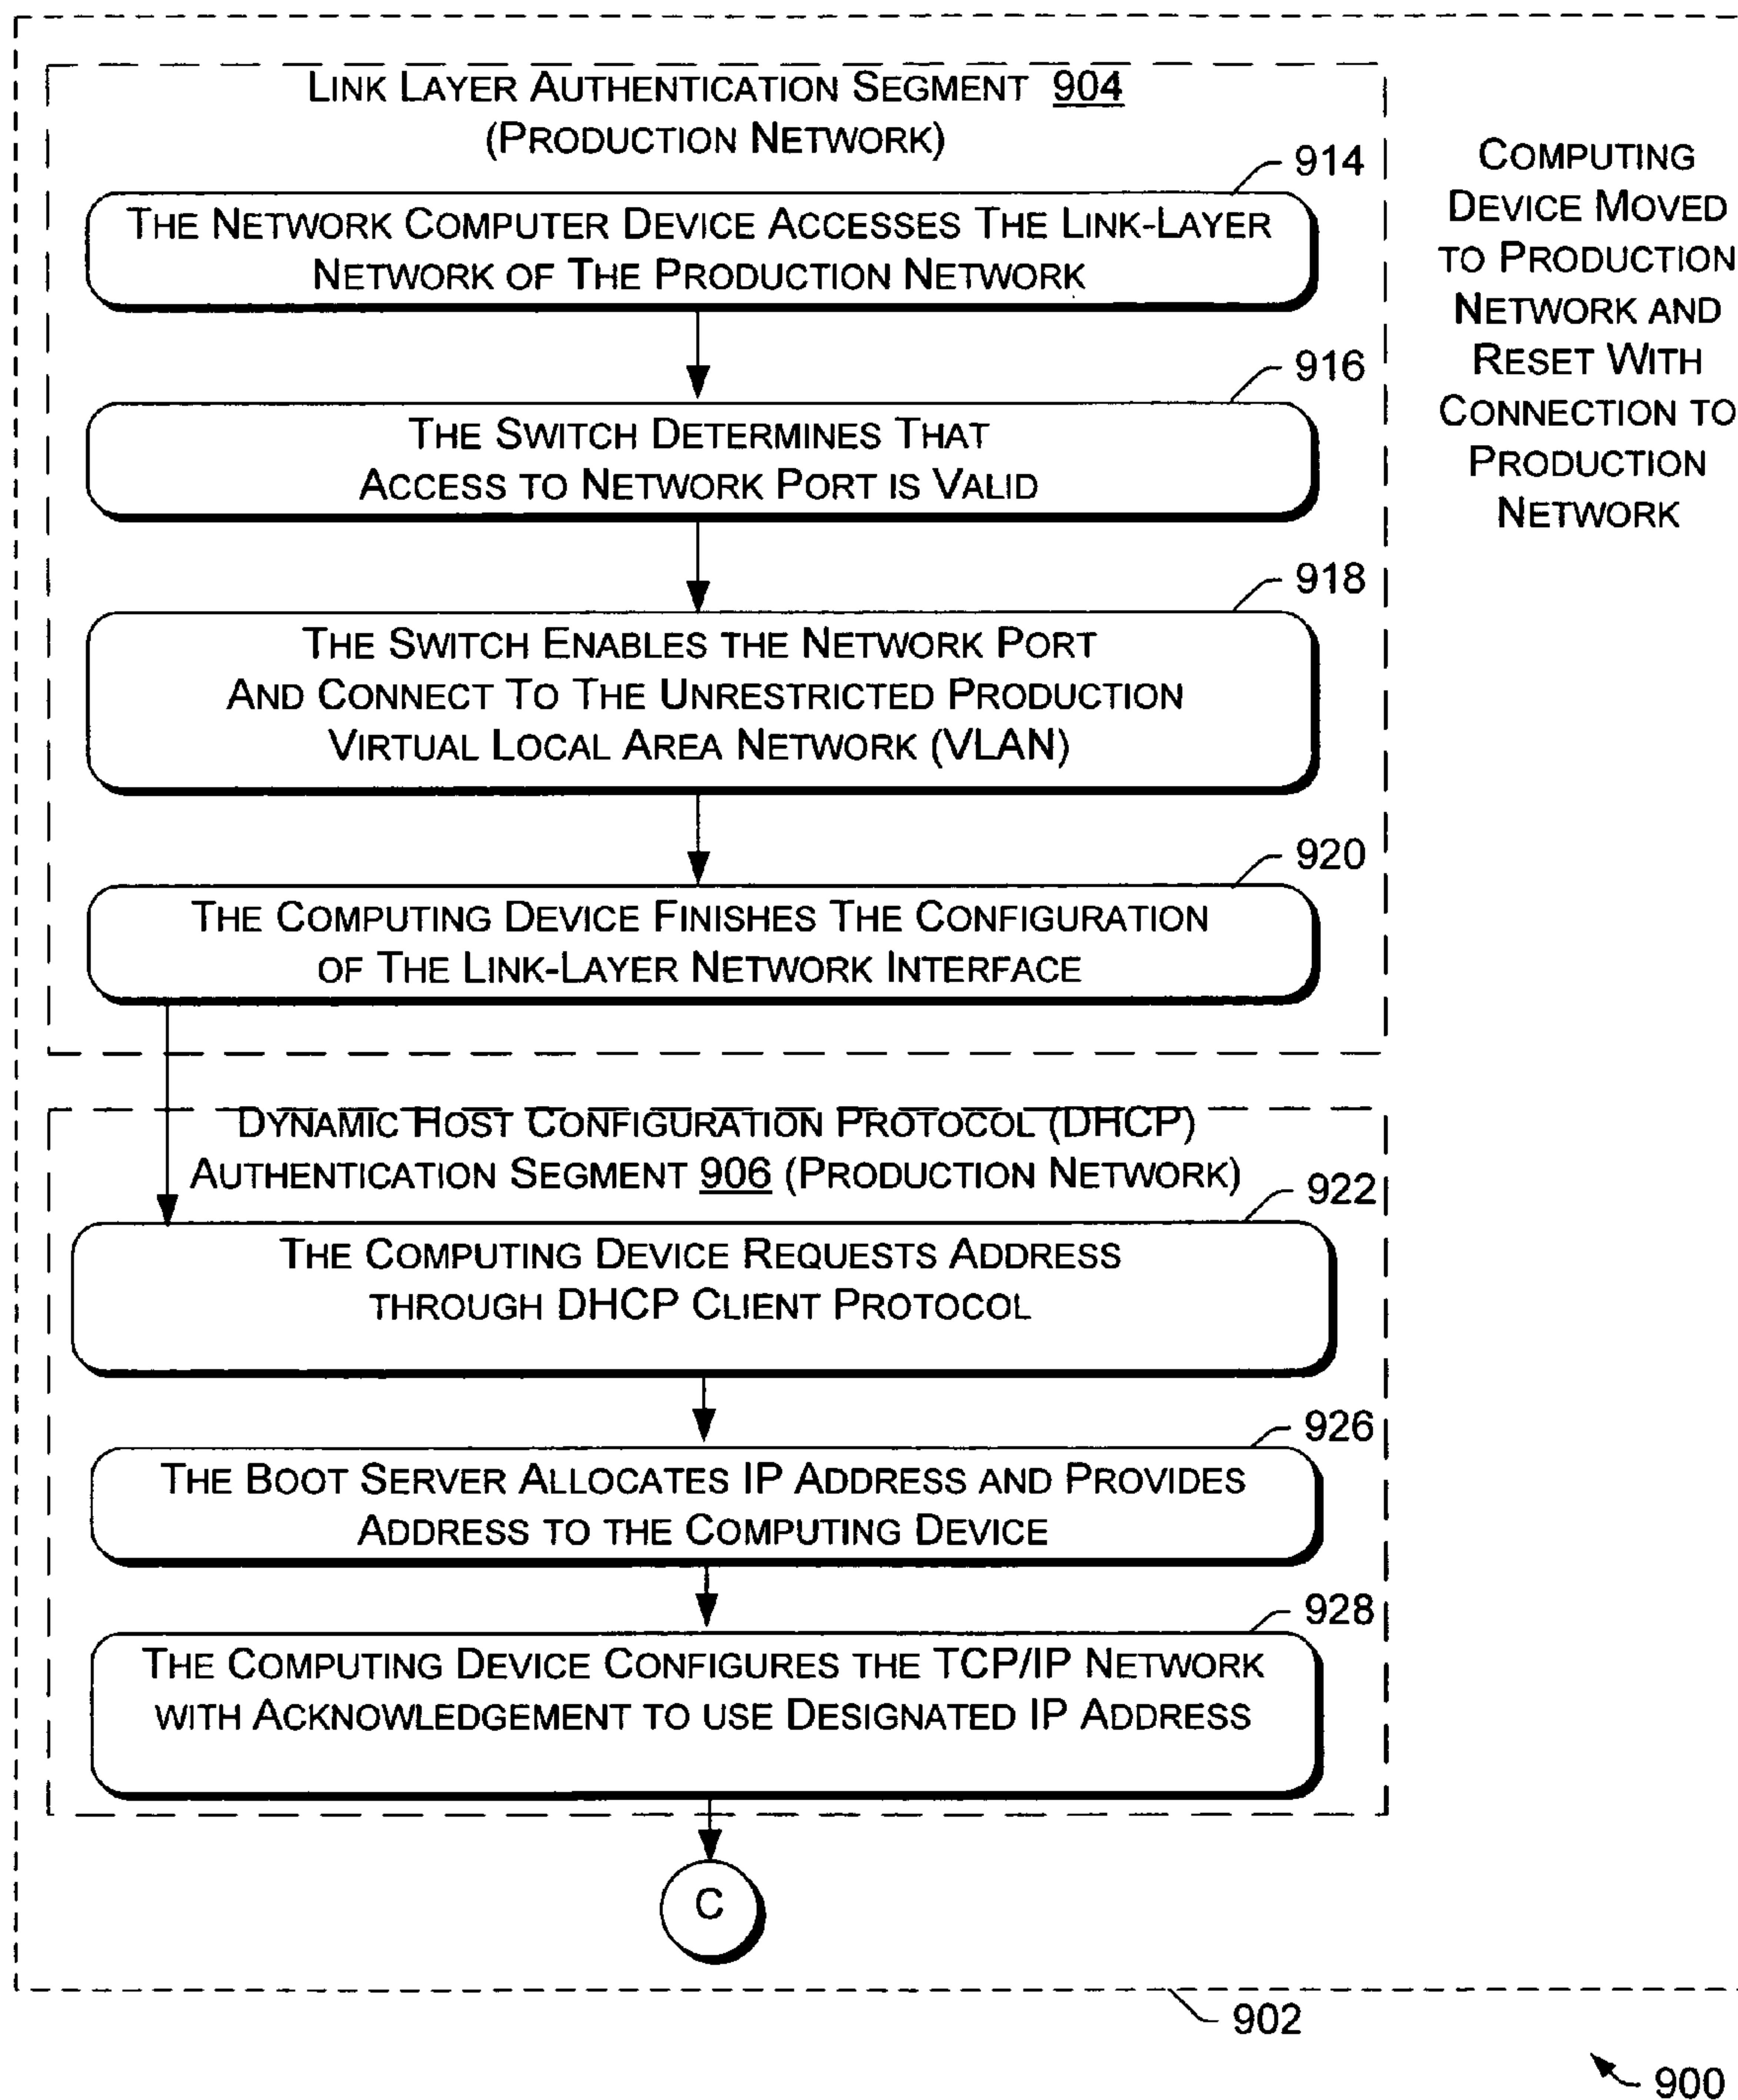 LINK LAYER AUTHENTICATION SEGMENT 904
(PRODUCTION NETWORK)
914
THE NETWORK COMPUTER DEVICE ACCESSES THE LINK-LAYER
NETWORK OF THE PRODUCTION NETWORK
916
THE SWITCH DETERMINES THAT
ACCESS TO NETWORK PORT IS VALID
918
THE SWITCH ENABLES THE NETWORK PORT
AND CONNECT TO THE UNRESTRICTED PRODUCTION
VIRTUAL LOCAL AREA NETWORK (VLAN)
920
THE COMPUTING DEVICE FINISHES THE CONFIGURATION
OF THE LINK-LAYER NETWORK INTERFACE
COMPUTING
DEVICE MOVED
TO PRODUCTION
NETWORK AND
RESET WITH
CONNECTION TO
PRODUCTION
NETWORK
DYNAMIC HOST CONFIGURATION PROTOCOL (DHCP)
AUTHENTICATION SEGMENT 906 (PRODUCTION NETWORK)
922
THE COMPUTING DEVICE REQUESTS ADDRESS
THROUGH DHCP CLIENT PROTOCOL
926
THE BOOT SERVER ALLOCATES IP ADDRESS AND PROVIDES
ADDRESS TO THE COMPUTING DEVICE
928
THE COMPUTING DEVICE CONFIGURES THE TCP/IP NETWORK
WITH ACKNOWLEDGEMENT TO USE DESIGNATED IP ADDRESS
C
902
900